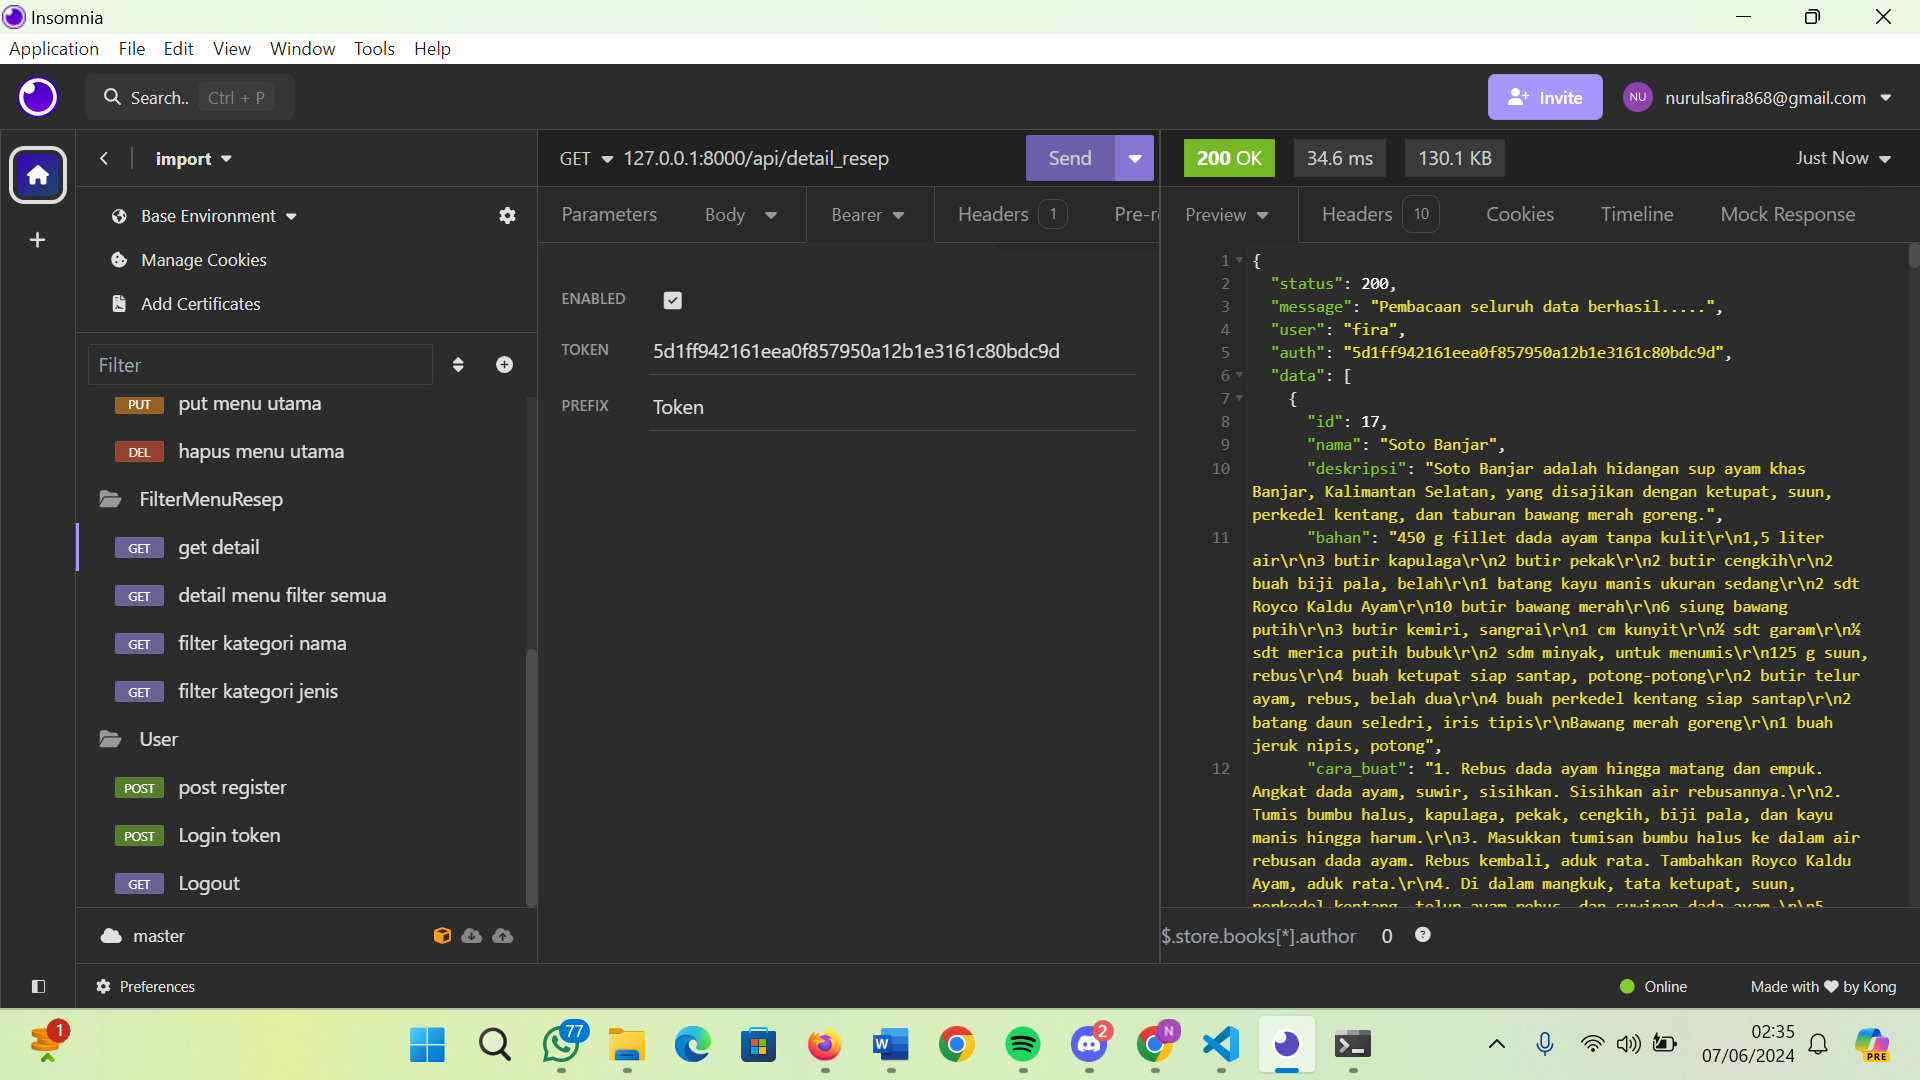 Insomnia
Application File Edit View Window Tools Help
Search.. Ctrl + P
Invite
NU nurulsafira868@gmail.com
import
Base Environment
Manage Cookies
Add Certificates
Filter
PUT put menu utama
DEL hapus menu utama
FilterMenuResep
GET get detail
GET detail menu filter semua
GET filter kategori nama
GET filter kategori jenis
User
POST post register
POST Login token
GET Logout
master
Preferences
GET 127.0.0.1:8000/api/detail_resep Send
Parameters Body Bearer Headers 1 Pre-r
ENABLED
TOKEN 5d1ff942161eea0f857950a12b1e3161c80bdc9d
PREFIX Token
200 OK 34.6 ms 130.1 KB Just Now
Preview Headers 10 Cookies Timeline Mock Response
1 {
2 "status": 200,
3 "message": "Pembacaan seluruh data berhasil.....",
4 "user": "fira",
5 "auth": "5d1ff942161eea0f857950a12b1e3161c80bdc9d",
6 "data": [
7 {
8 "id": 17,
9 "nama": "Soto Banjar",
10 "deskripsi": "Soto Banjar adalah hidangan sup ayam khas
Banjar, Kalimantan Selatan, yang disajikan dengan ketupat, suun,
perkedel kentang, dan taburan bawang merah goreng.",
11 "bahan": "450 g fillet dada ayam tanpa kulit\r\n1,5 liter
air\r\n3 butir kapulaga\r\n2 butir pekak\r\n2 butir cengkih\r\n2
buah biji pala, belah\r\n1 batang kayu manis ukuran sedang\r\n2 sdt
Royco Kaldu Ayam\r\n10 butir bawang merah\r\n6 siung bawang
putih\r\n3 butir kemiri, sangrai\r\n1 cm kunyit\r\n½ sdt garam\r\n½
sdt merica putih bubuk\r\n2 sdm minyak, untuk menumis\r\n125 g suun,
rebus\r\n4 buah ketupat siap santap, potong-potong\r\n2 butir telur
ayam, rebus, belah dua\r\n4 buah perkedel kentang siap santap\r\n2
batang daun seledri, iris tipis\r\nBawang merah goreng\r\n1 buah
jeruk nipis, potong",
12 "cara_buat": "1. Rebus dada ayam hingga matang dan empuk.
Angkat dada ayam, suwir, sisihkan. Sisihkan air rebusannya.\r\n2.
Tumis bumbu halus, kapulaga, pekak, cengkih, biji pala, dan kayu
manis hingga harum.\r\n3. Masukkan tumisan bumbu halus ke dalam air
rebusan dada ayam. Rebus kembali, aduk rata. Tambahkan Royco Kaldu
Ayam, aduk rata.\r\n4. Di dalam mangkuk, tata ketupat, suun,
perkedel kentang, telur ayam rebus, dan suwiran dada ayam.\r\n5
$.store.books[*].author 0
Online Made with by Kong
1 77 2 N
02:35
07/06/2024
PRE